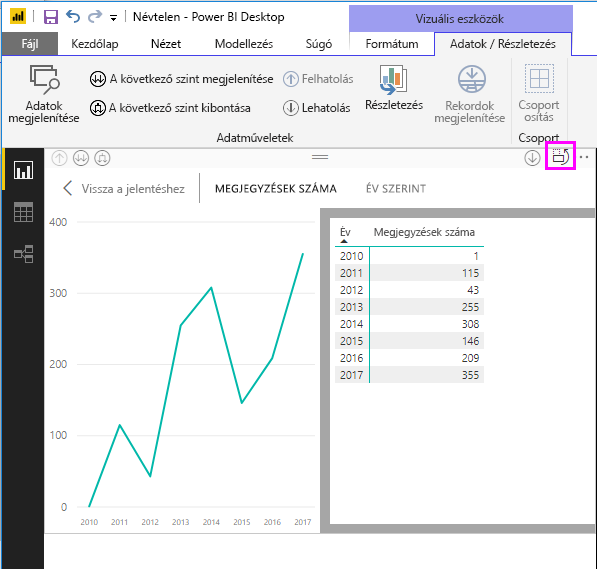 Névtelen - Power BI Desktop
Vizuális eszközök
Fájl Kezdőlap Nézet Modellezés Súgó Formátum Adatok / Részletezés
Adatok megjelenítése
A következő szint megjelenítése
A következő szint kibontása
Felhatolás
Lehatolás
Részletezés
Rekordok megjelenítése
Csoport osítás
Adatműveletek
Csoport
Vissza a jelentéshez
MEGJEGYZÉSEK SZÁMA
ÉV SZERINT
400
300
200
100
0
2010 2011 2012 2013 2014 2015 2016 2017
Év Megjegyzések száma
2010 1
2011 115
2012 43
2013 255
2014 308
2015 146
2016 209
2017 355